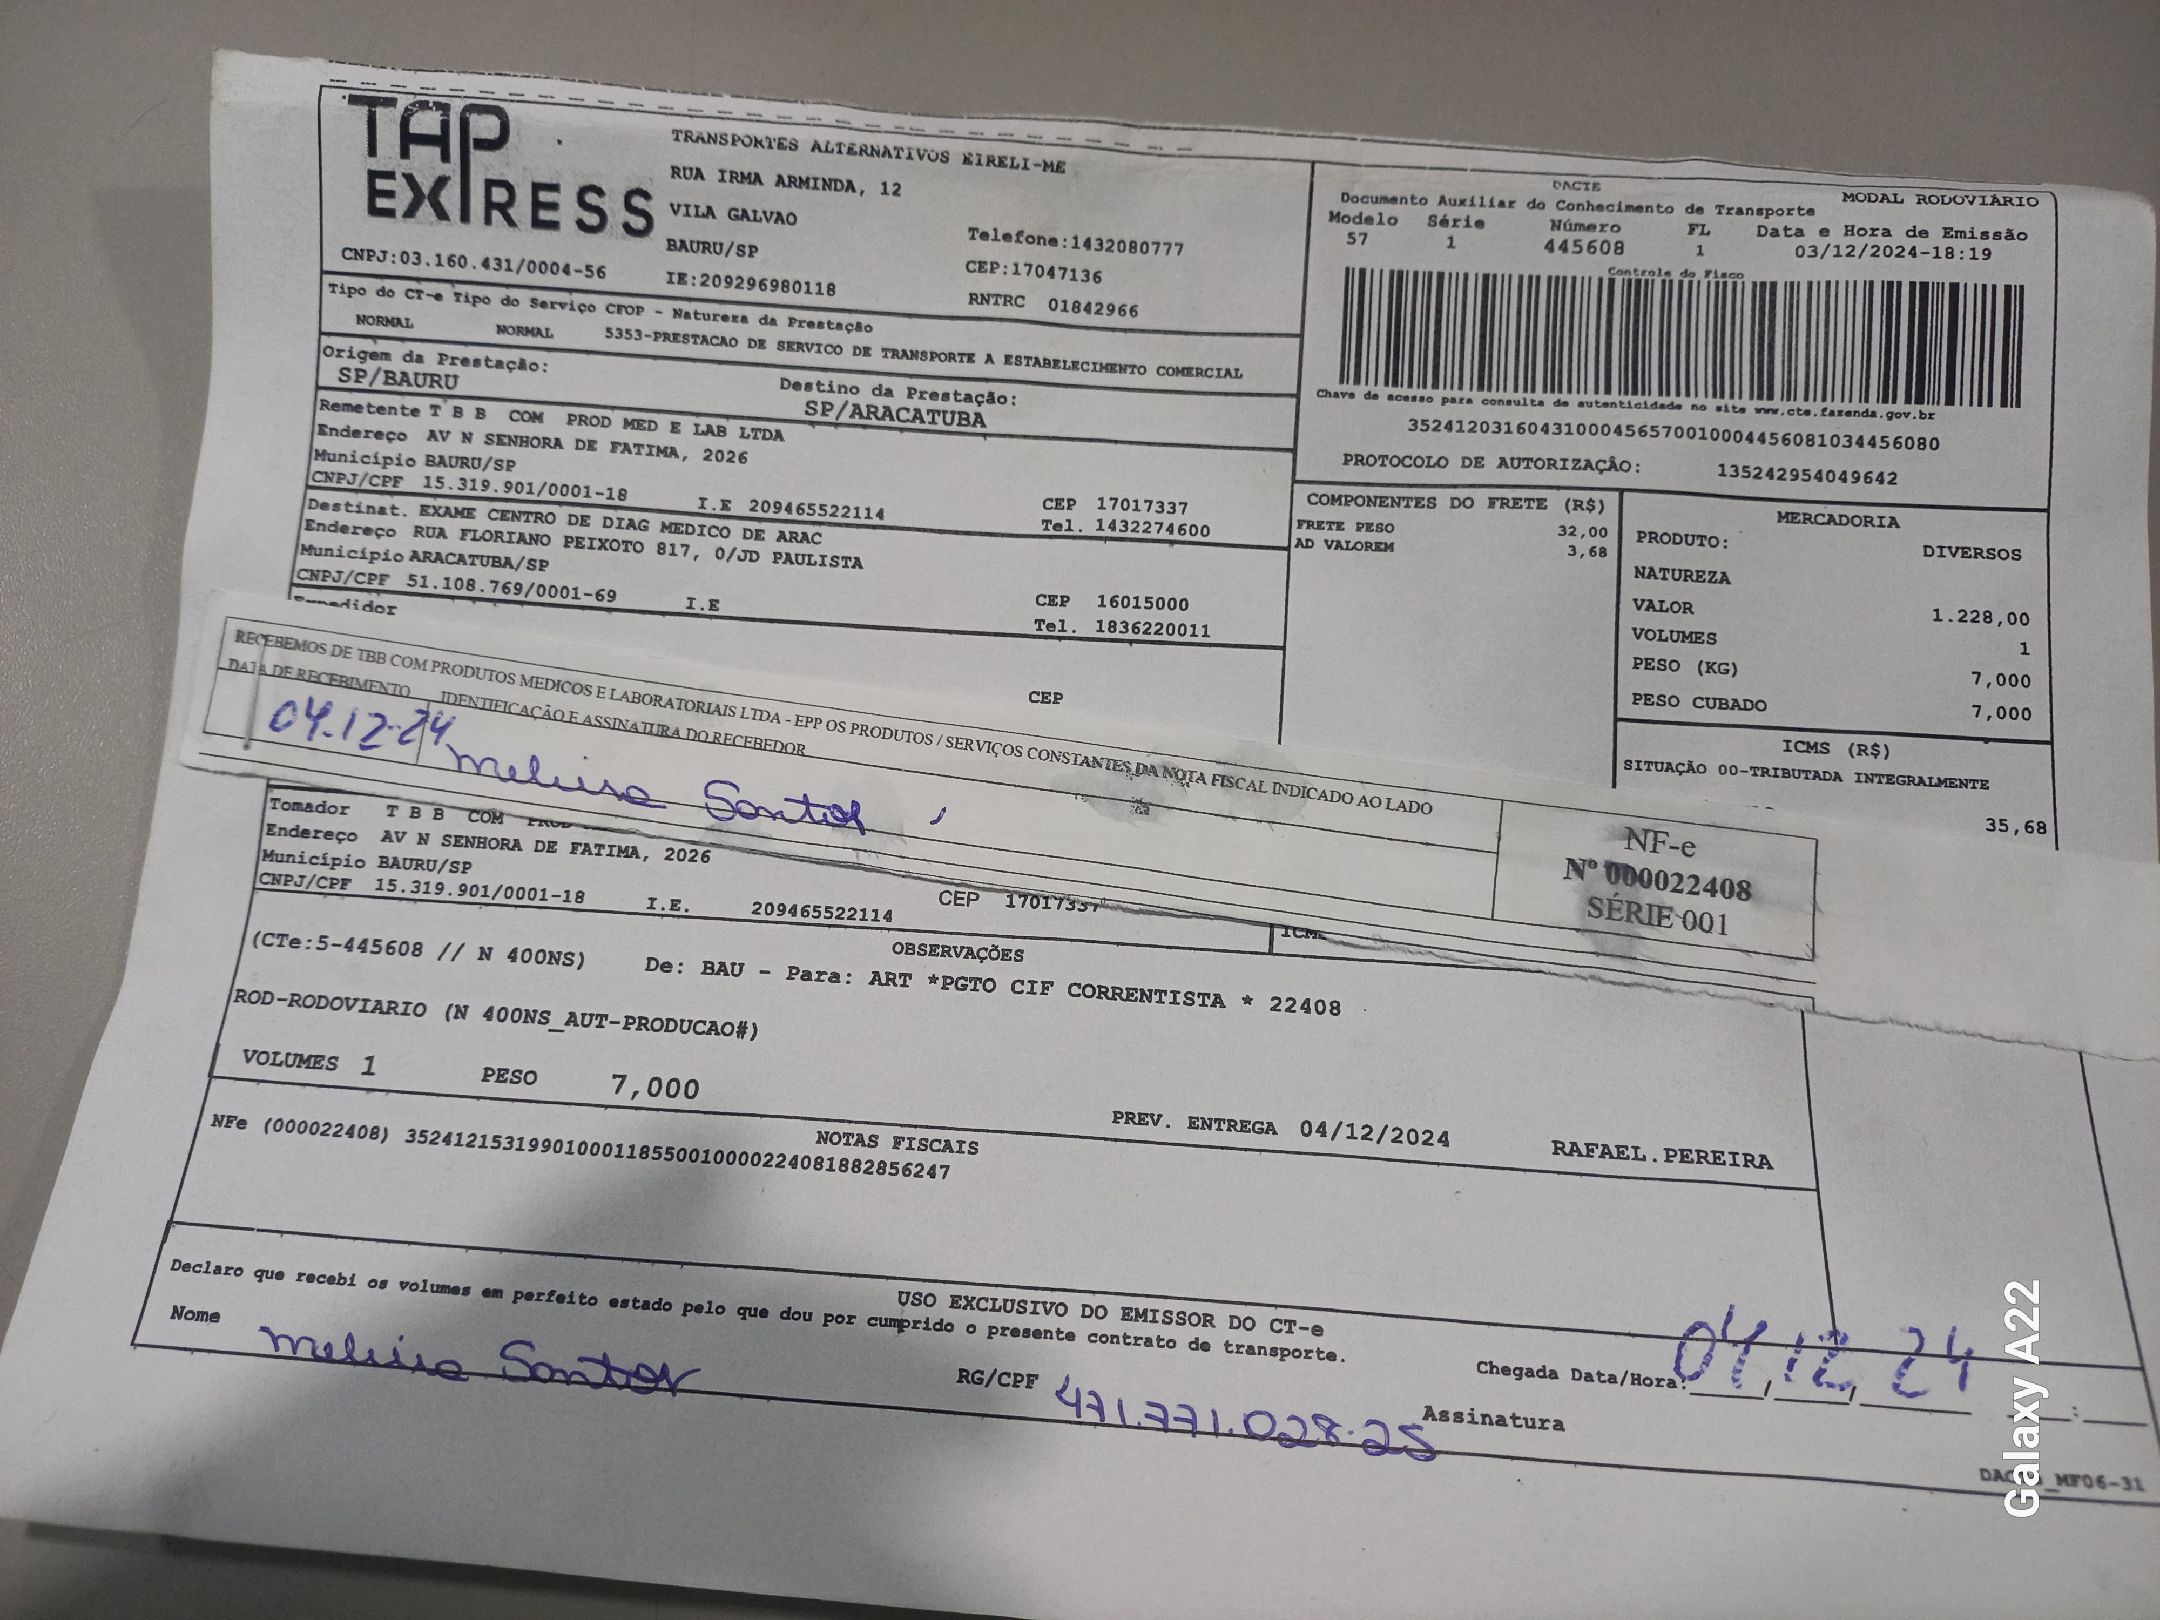 TAP EXPRESS
CNPJ:03.160.431/0004-56
TRANSPORTES ALTERNATIVOS EIRELI-ME
RUA IRMA ARMINDA, 12
VILA GALVAO
BAURU/SP
IE:209296980118
Telefone:1432080777
CEP:17047136
RNTRC 01842966
DACTE MODAL RODOVIÁRIO
Documento Auxiliar do Conhecimento de Transporte
Modelo Série Número FL Data e Hora de Emissão
57 1 445608 1 03/12/2024-18:19
Controle do Fisco
Chave de acesso para consulta de autenticidade no site www.cte.fazenda.gov.br
35241203160431000456570010004456081034456080
PROTOCOLO DE AUTORIZAÇÃO: 135242954049642
Tipo do CT-e Tipo do Serviço CFOP - Natureza da Prestação
NORMAL NORMAL 5353-PRESTACAO DE SERVICO DE TRANSPORTE A ESTABELECIMENTO COMERCIAL
Origem da Prestação: Destino da Prestação:
SP/BAURU SP/ARACATUBA
Remetente T B B COM PROD MED E LAB LTDA
Endereço AV N SENHORA DE FATIMA, 2026
Município BAURU/SP CEP 17017337
CNPJ/CPF 15.319.901/0001-18 I.E 209465522114 Tel. 1432274600
Destinat. EXAME CENTRO DE DIAG MEDICO DE ARAC
Endereço RUA FLORIANO PEIXOTO 817, 0/JD PAULISTA
Município ARACATUBA/SP CEP 16015000
CNPJ/CPF 51.108.769/0001-69 I.E Tel. 1836220011
Expedidor
CEP
COMPONENTES DO FRETE (R$)
FRETE PESO 32,00
AD VALOREM 3,68
MERCADORIA
PRODUTO: DIVERSOS
NATUREZA
VALOR 1.228,00
VOLUMES 1
PESO (KG) 7,000
PESO CUBADO 7,000
ICMS (R$)
SITUAÇÃO 00-TRIBUTADA INTEGRALMENTE
35,68
RECEBEMOS DE TBB COM PRODUTOS MEDICOS E LABORATORIAIS LTDA - EPP OS PRODUTOS / SERVIÇOS CONSTANTES DA NOTA FISCAL INDICADO AO LADO
DATA DE RECEBIMENTO IDENTIFICAÇÃO E ASSINATURA DO RECEBEDOR
04.12.24 Santos
NF-e
Nº 000022408
SÉRIE 001
Tomador T B B COM
Endereço AV N SENHORA DE FATIMA, 2026
Município BAURU/SP CEP 17017337
CNPJ/CPF 15.319.901/0001-18 I.E. 209465522114
ICMS
OBSERVAÇÕES
(CTe:5-445608 // N 400NS) De: BAU - Para: ART *PGTO CIF CORRENTISTA * 22408
ROD-RODOVIARIO (N 400NS_AUT-PRODUCAO#)
VOLUMES 1 PESO 7,000 PREV. ENTREGA 04/12/2024 RAFAEL.PEREIRA
NOTAS FISCAIS
NFe (000022408) 35241215319901000118550010000224081882856247
USO EXCLUSIVO DO EMISSOR DO CT-e
Declaro que recebi os volumes em perfeito estado pelo que dou por cumprido o presente contrato de transporte.
Nome Santos RG/CPF 471.771.028.25 Assinatura
Chegada Data/Hora: 04 12 24
MF06-31
Galaxy A22